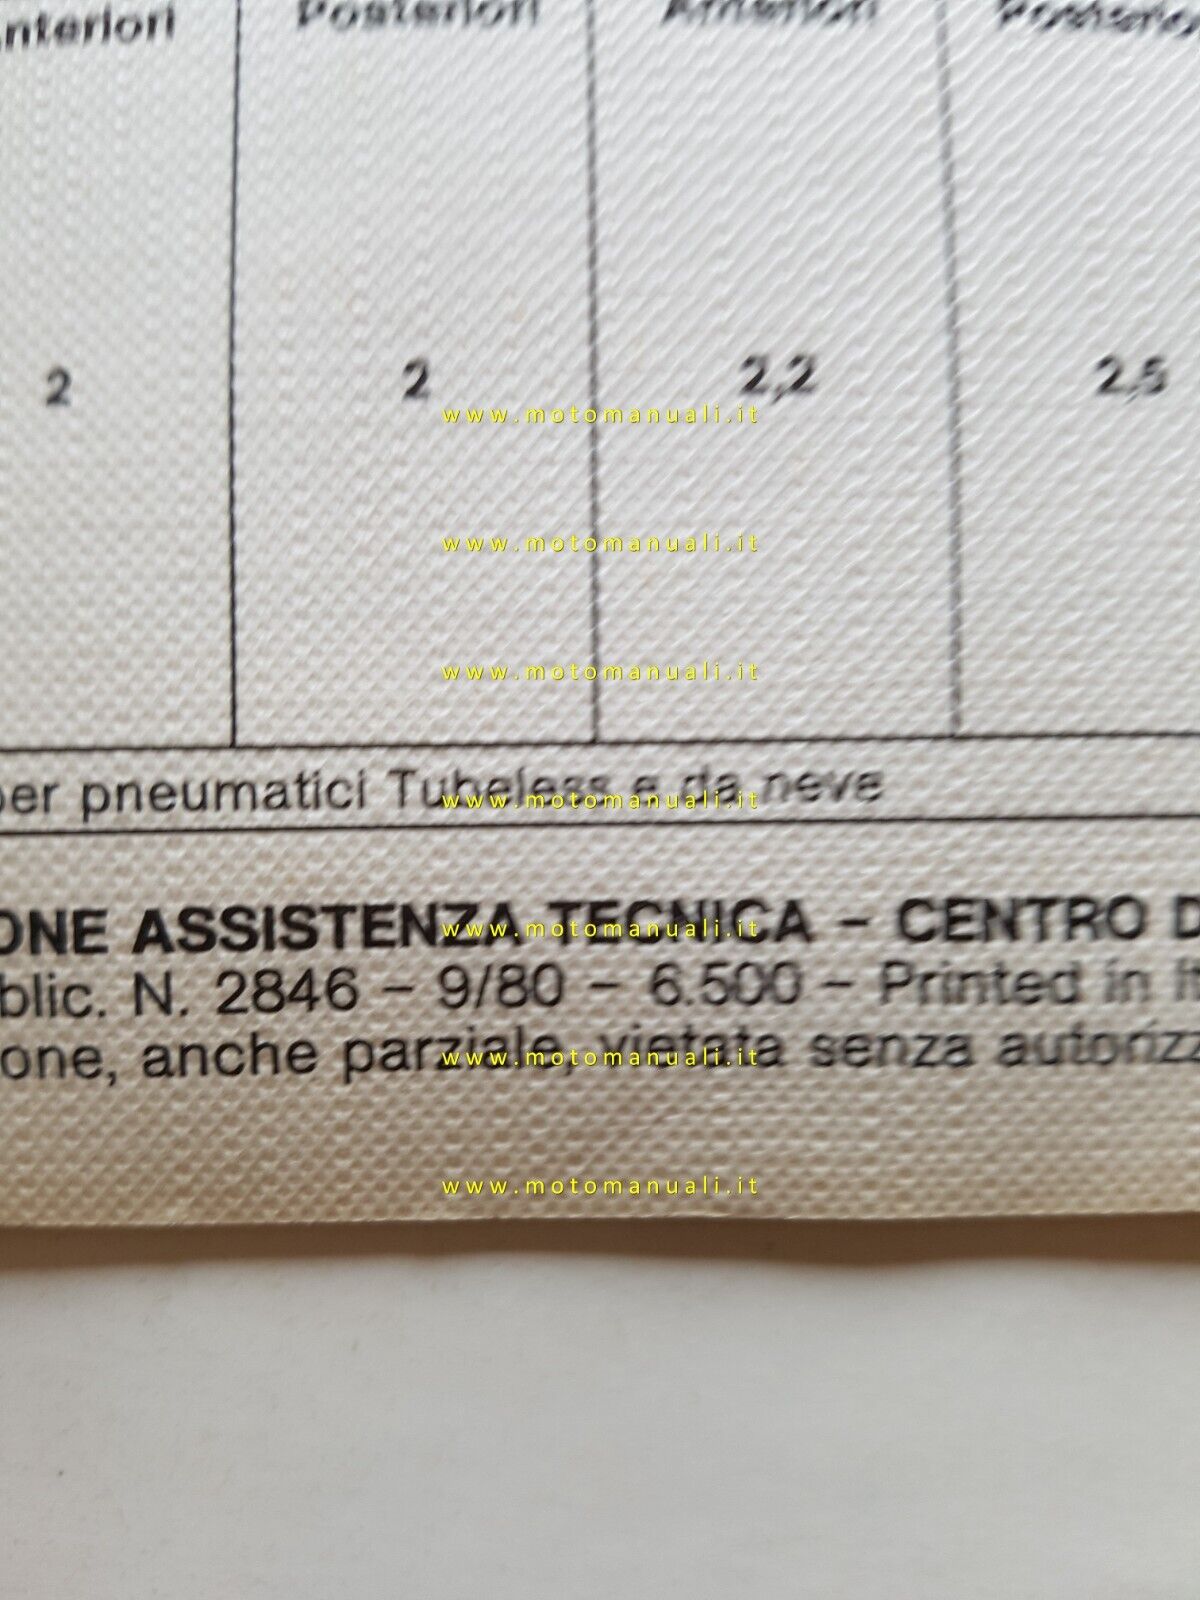 nteriori Posteriori Anteriori Posterio
2 2 2,2 2,5
www.motomanuali.it
www.motomanuali.it
www.motomanuali.it
per pneumatici Tubeless e da neve
www.motomanuali.it
ONE ASSISTENZA TECNICA – CENTRO D
www.motomanuali.it
blic. N. 2846 – 9/80 – 6.500 – Printed in It
one, anche parziale, vietata senza autorizz
www.motomanuali.it
www.motomanuali.it